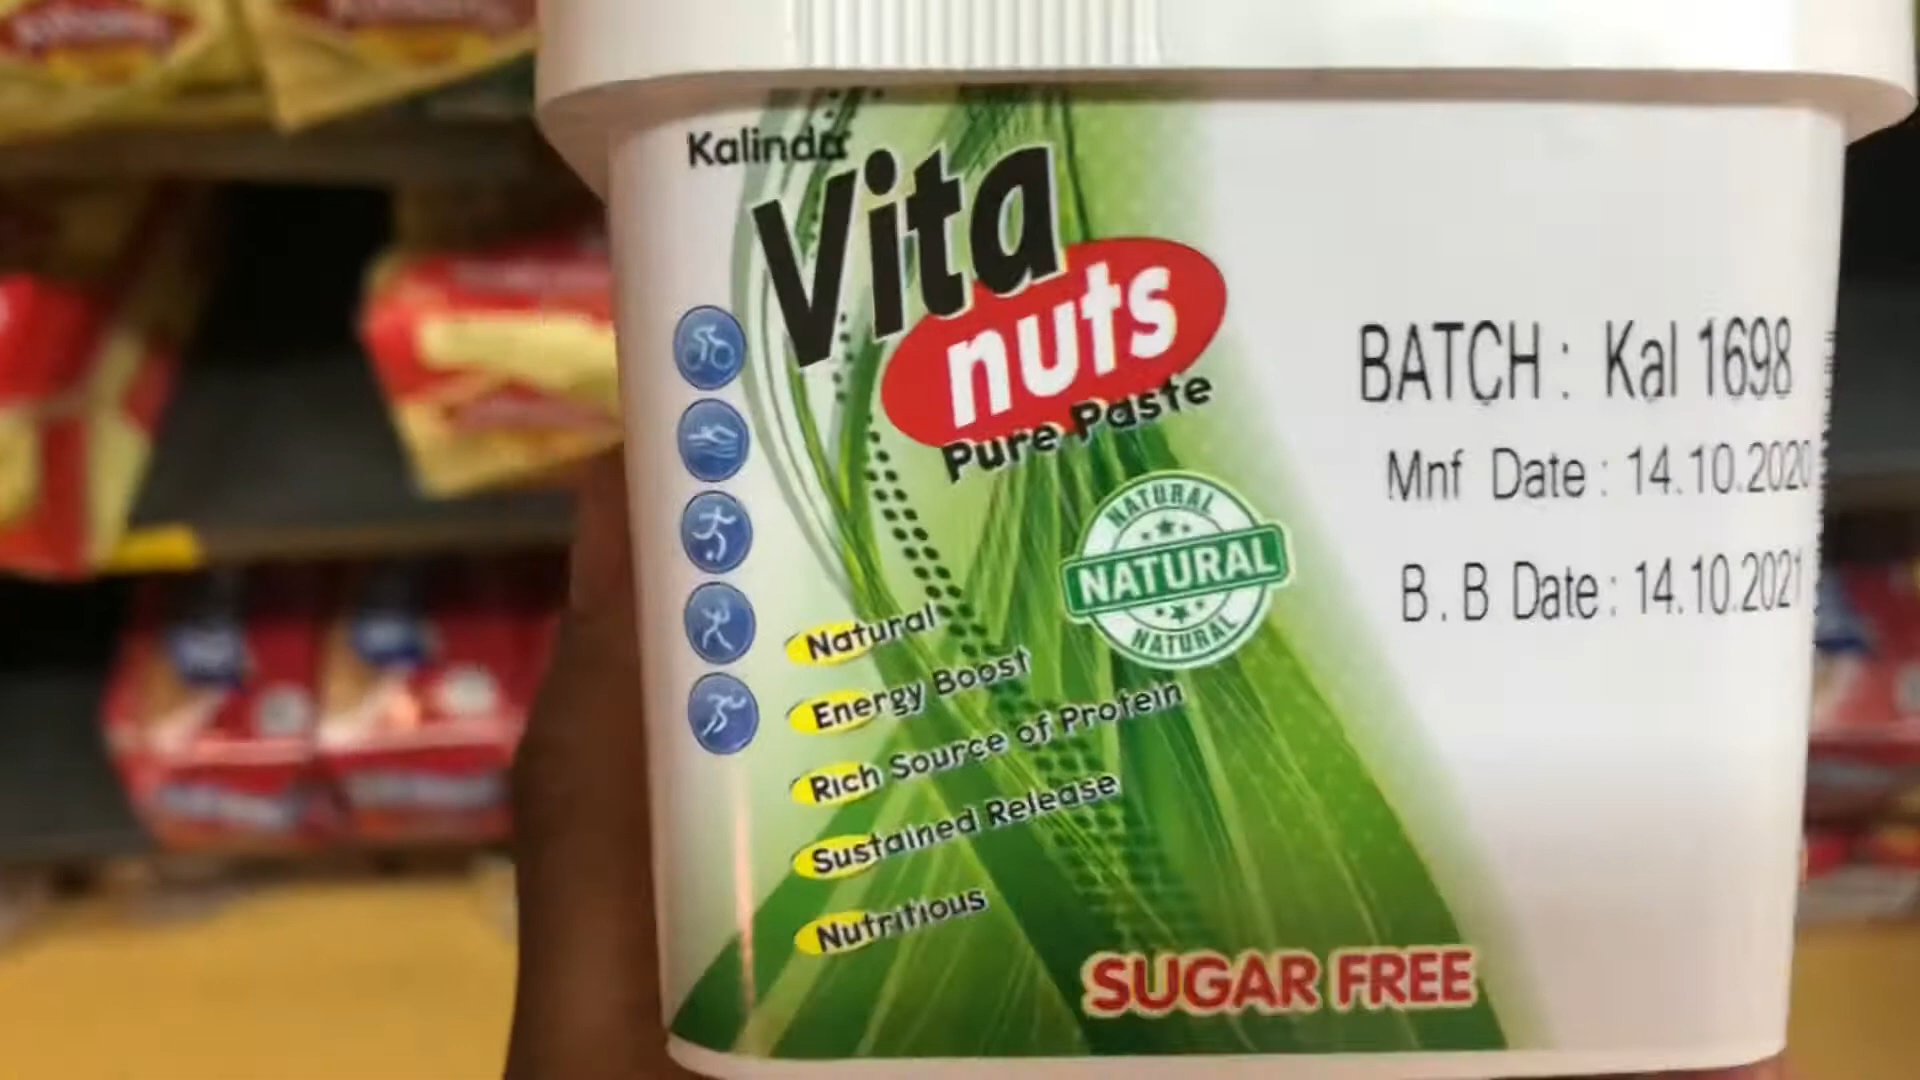 Kalinda
Vita
nuts
Pure Paste
NATURAL
NATURAL
NATURAL
Natural
Energy Boost
Rich Source of Protein
Sustained Release
Nutritious
SUGAR FREE
BATCH : Kal 1698
Mnf Date : 14.10.2020
B.B Date : 14.10.2021